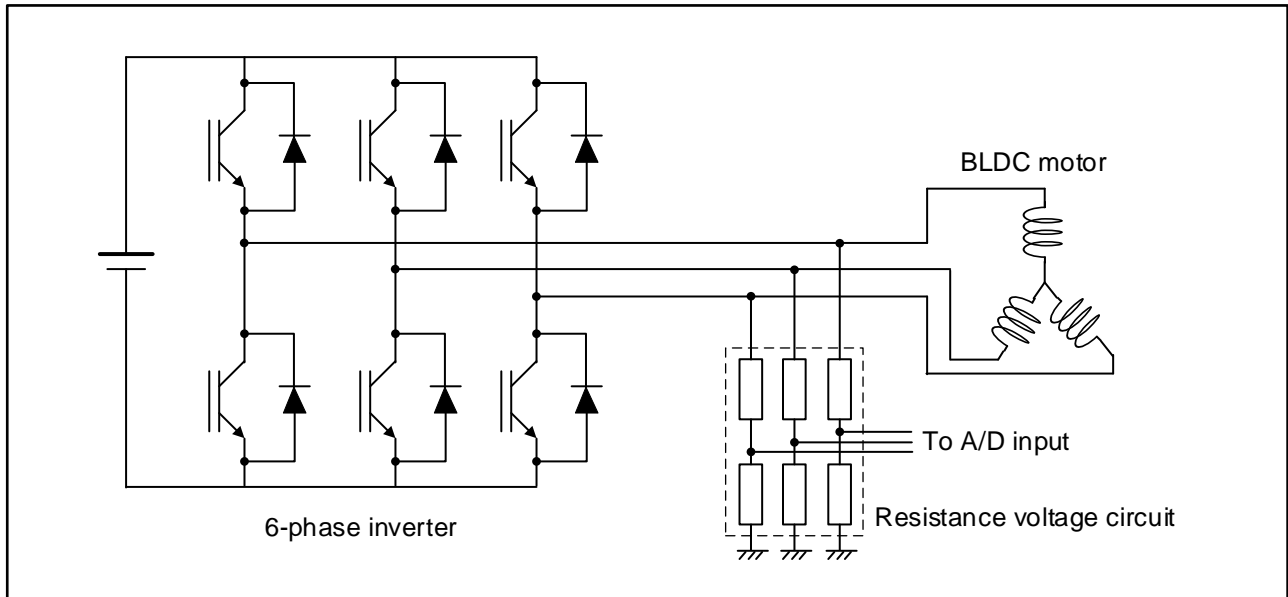 BLDC motor
To A/D input
Resistance voltage circuit
6-phase inverter